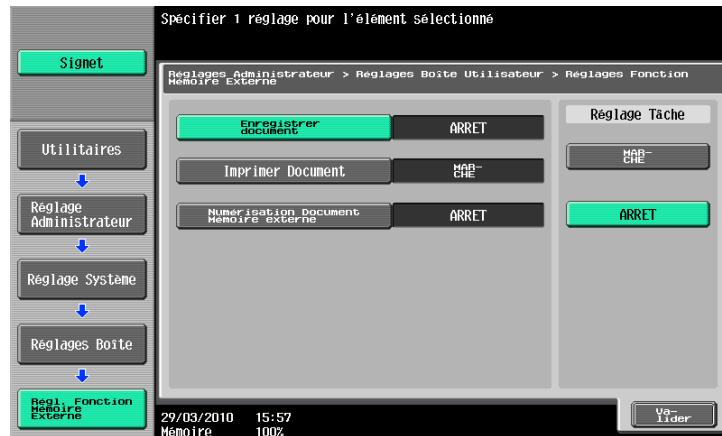 Spécifier 1 réglage pour l'élément sélectionné
Signet
Réglages Administrateur > Réglages Boîte Utilisateur > Réglages Fonction
Mémoire Externe
Utilitaires
Réglage
Administrateur
Réglage Système
Réglages Boîte
Régl. Fonction
Mémoire
Externe
Enregistrer
document
ARRET
Imprimer Document
MAR-
CHE
Numérisation Document
Mémoire externe
ARRET
Réglage Tâche
MAR-
CHE
ARRET
29/03/2010 15:57
Mémoire 100%
Va-
lider